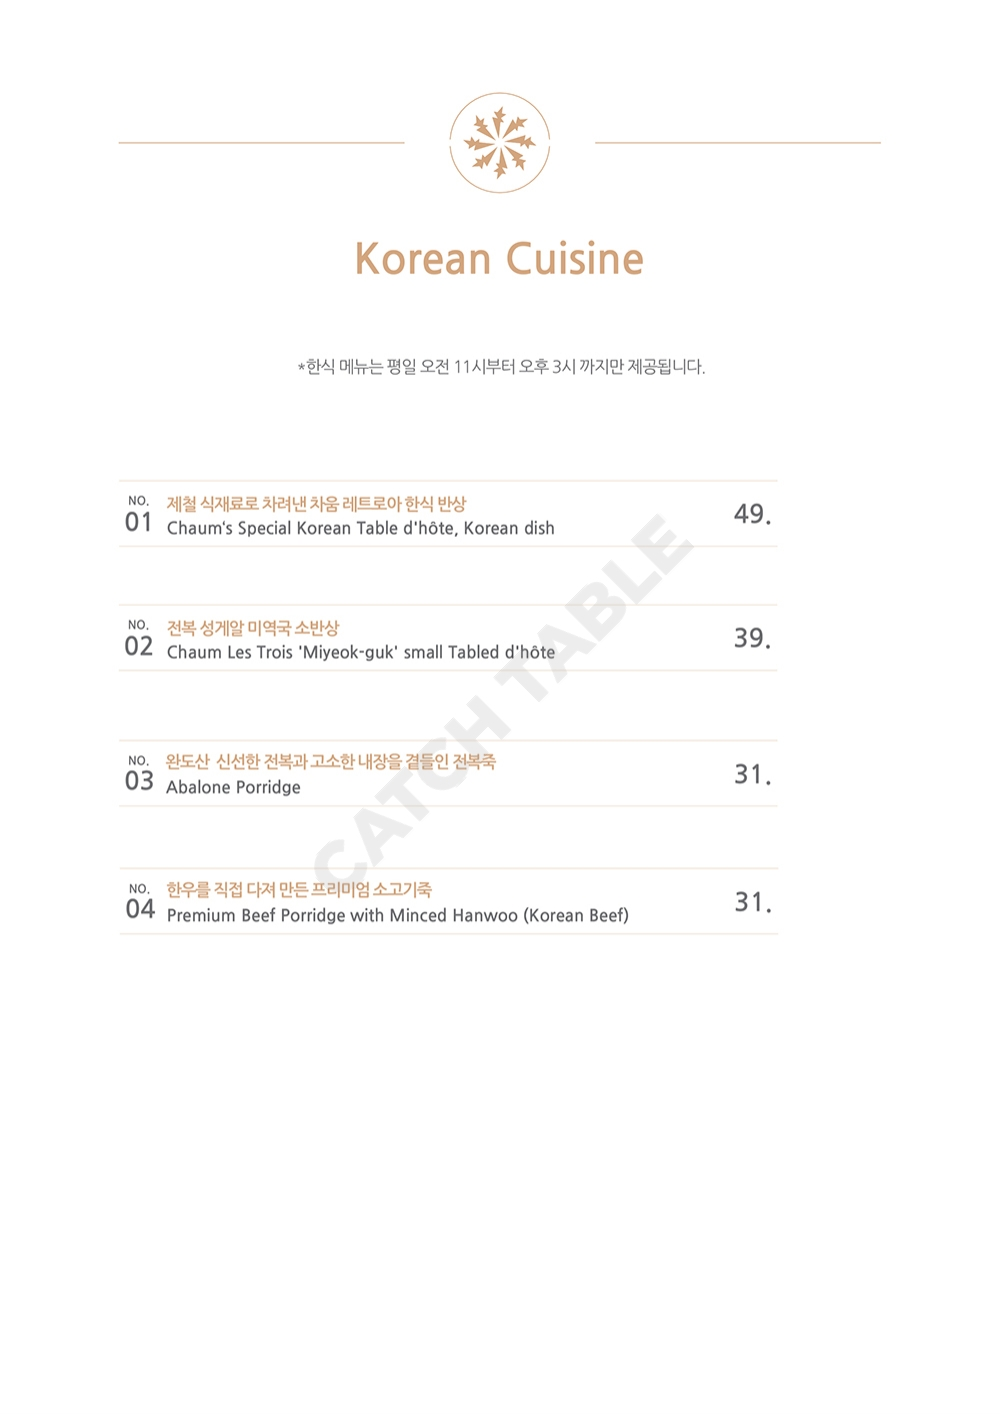 Korean Cuisine
*한식 메뉴는 평일 오전 11시부터 오후 3시 까지만 제공됩니다.
NO. 01 제철 식재료로 차려낸 차움 레트로아 한식 반상
Chaum's Special Korean Table d'hôte, Korean dish
49.
NO. 02 전복 성게알 미역국 소반상
Chaum Les Trois 'Miyeok-guk' small Tabled d'hôte
39.
NO. 03 완도산 신선한 전복과 고소한 내장을 곁들인 전복죽
Abalone Porridge
31.
NO. 04 한우를 직접 다져 만든 프리미엄 소고기죽
Premium Beef Porridge with Minced Hanwoo (Korean Beef)
31.
CATCH TABLE